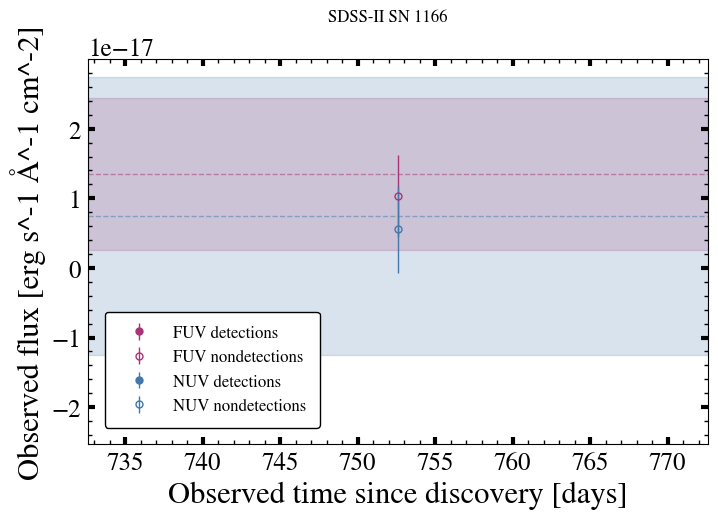 SDSS-II SN 1166
1e−17
Observed flux [erg s^-1 Å^-1 cm^-2]
2
1
0
−1
−2
FUV detections
FUV nondetections
NUV detections
NUV nondetections
735 740 745 750 755 760 765 770
Observed time since discovery [days]